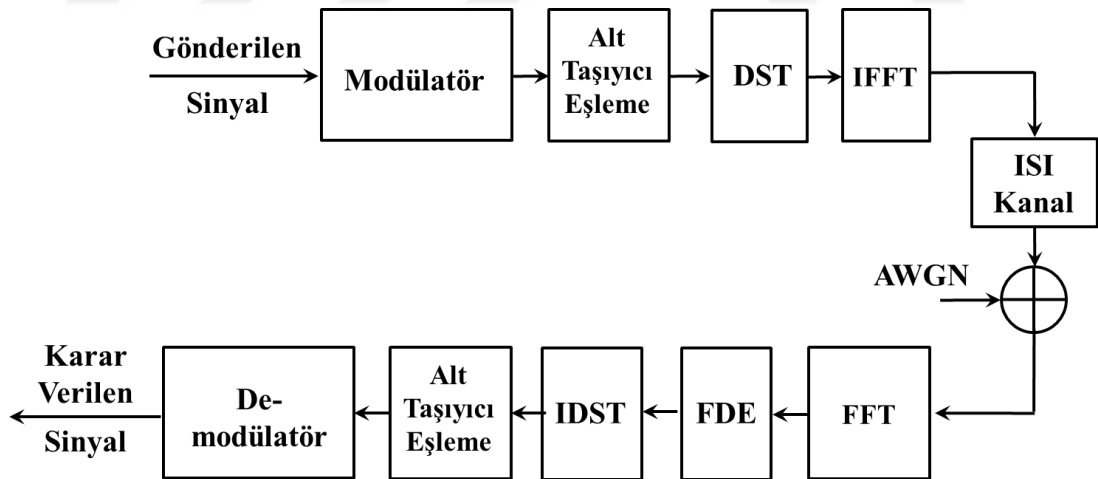 Gönderilen
Sinyal
Modülatör
Alt
Taşıyıcı
Eşleme
DST
IFFT
ISI
Kanal
AWGN
FFT
FDE
IDST
Alt
Taşıyıcı
Eşleme
De-
modülatör
Karar
Verilen
Sinyal